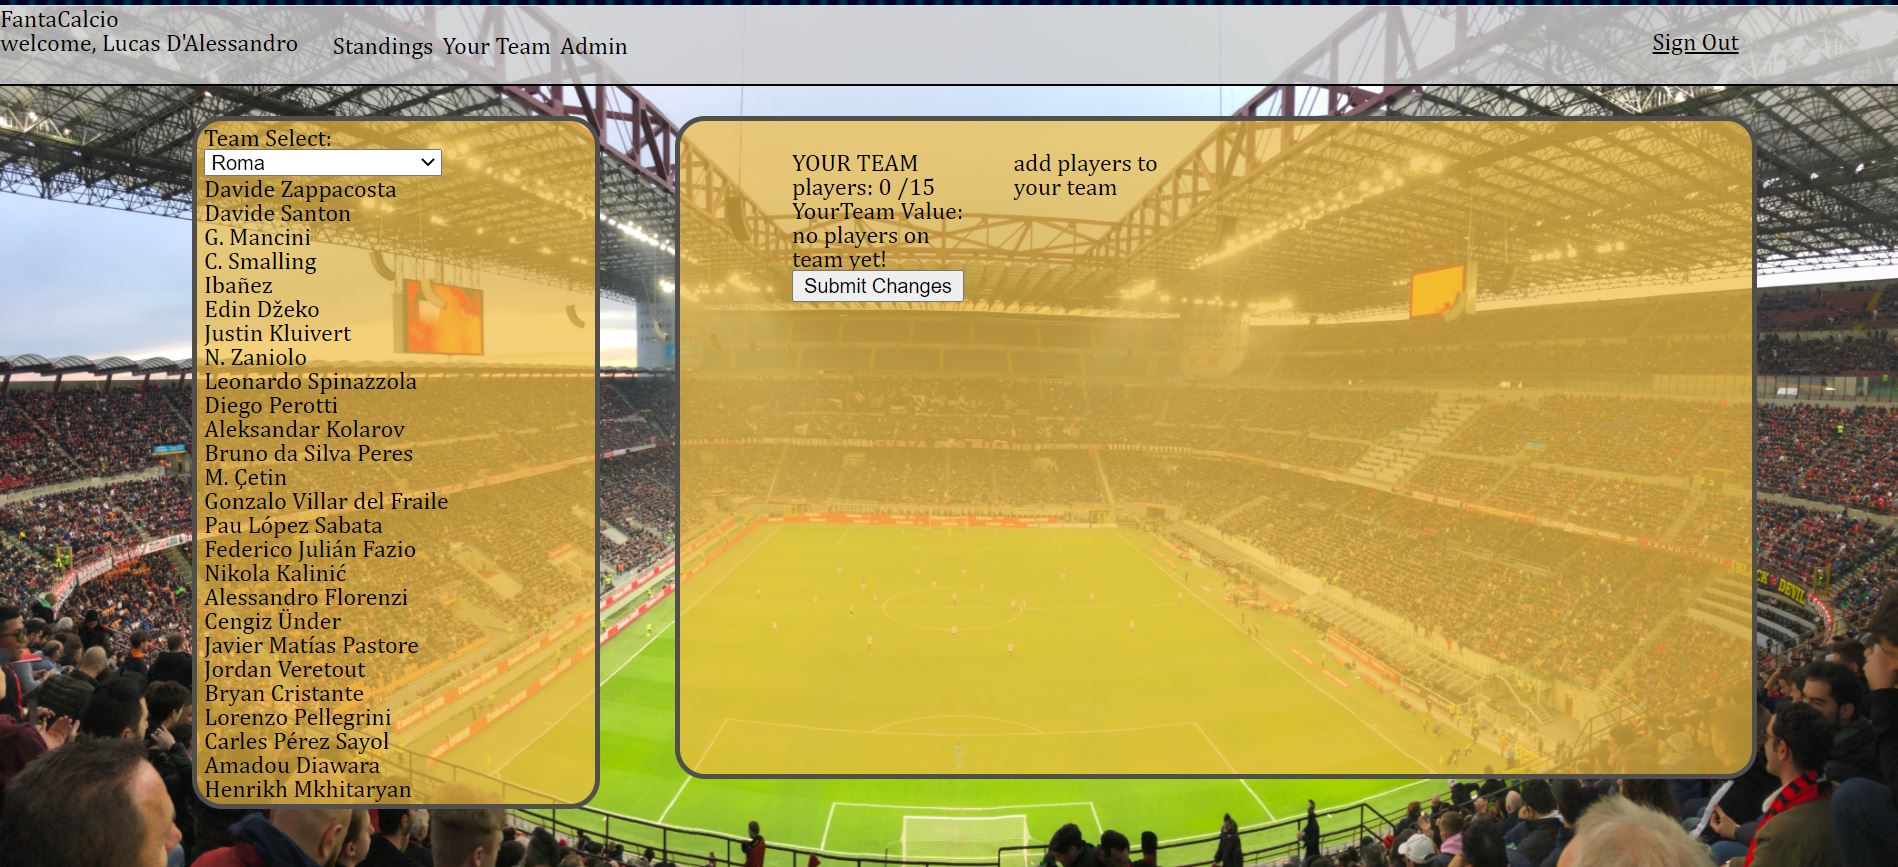 FantaCalcio
welcome, Lucas D'Alessandro
Standings Your Team Admin
Sign Out
Team Select:
Roma
Davide Zappacosta
Davide Santon
G. Mancini
C. Smalling
Ibañez
Edin Džeko
Justin Kluivert
N. Zaniolo
Leonardo Spinazzola
Diego Perotti
Aleksandar Kolarov
Bruno da Silva Peres
M. Çetin
Gonzalo Villar del Fraile
Pau López Sabata
Federico Julián Fazio
Nikola Kalinić
Alessandro Florenzi
Cengiz Ünder
Javier Matías Pastore
Jordan Veretout
Bryan Cristante
Lorenzo Pellegrini
Carles Pérez Sayol
Amadou Diawara
Henrikh Mkhitaryan
YOUR TEAM
players: 0 /15
YourTeam Value:
no players on
team yet!
Submit Changes
add players to
your team
DEVIL